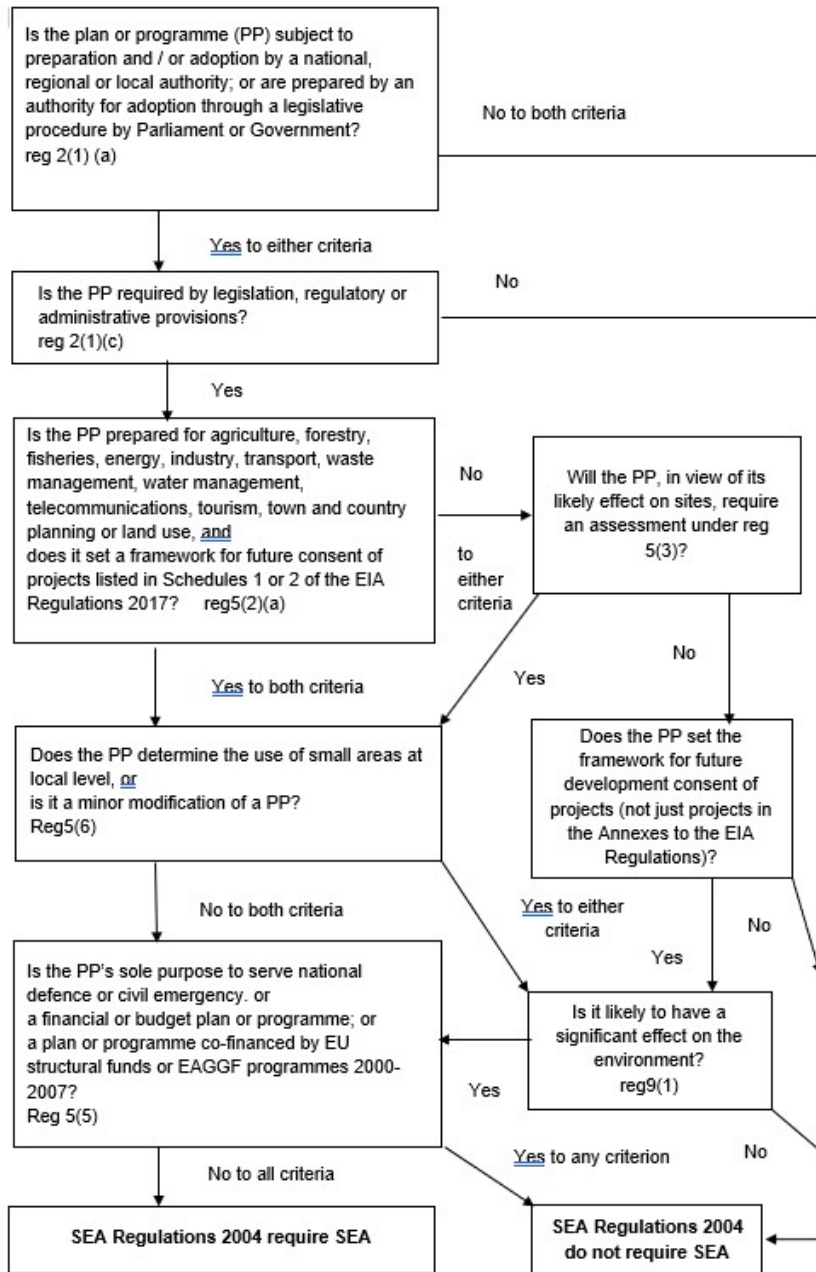 Is the plan or programme (PP) subject to
preparation and / or adoption by a national,
regional or local authority; or are prepared by an
authority for adoption through a legislative
procedure by Parliament or Government?
reg 2(1) (a)
No to both criteria
Yes to either criteria
Is the PP required by legislation, regulatory or
administrative provisions?
reg 2(1)(c)
No
Yes
Is the PP prepared for agriculture, forestry,
fisheries, energy, industry, transport, waste
management, water management,
telecommunications, tourism, town and country
planning or land use, and
does it set a framework for future consent of
projects listed in Schedules 1 or 2 of the EIA
Regulations 2017? reg5(2)(a)
No
to
either
criteria
Will the PP, in view of its
likely effect on sites, require
an assessment under reg
5(3)?
Yes to both criteria
Yes
No
Does the PP determine the use of small areas at
local level, or
is it a minor modification of a PP?
Reg5(6)
Does the PP set the
framework for future
development consent of
projects (not just projects in
the Annexes to the EIA
Regulations)?
No to both criteria
Yes to either
criteria
Yes
No
Is the PP's sole purpose to serve national
defence or civil emergency. or
a financial or budget plan or programme; or
a plan or programme co-financed by EU
structural funds or EAGGF programmes 2000-
2007?
Reg 5(5)
Is it likely to have a
significant effect on the
environment?
reg9(1)
Yes
No to all criteria
Yes to any criterion
No
SEA Regulations 2004 require SEA
SEA Regulations 2004
do not require SEA